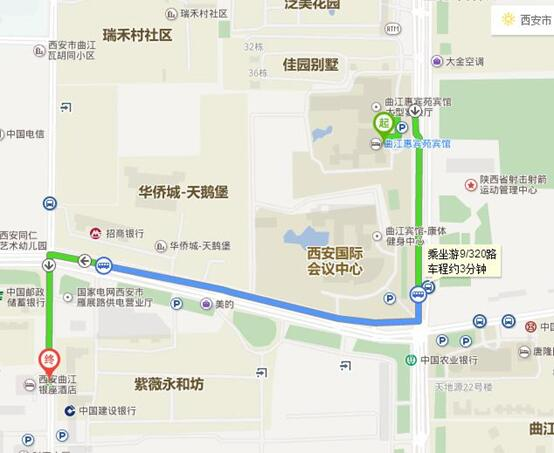 泛美花园
瑞禾村社区
瑞禾村社区
西安市
西安市曲江
瓦胡同小区
32栋
佳园别墅
36栋
RTM
大金空调
中国电信
曲江惠宾苑宾馆
起
P
曲江惠宾苑宾馆
陕西省射击射箭
运动管理中心
华侨城-天鹅堡
西安同仁
艺术幼儿园
招商银行
华侨城-天鹅堡
曲江宾馆-康体
健身中心
西安国际
会议中心
乘坐游9/320路
车程约3分钟
中国邮政
储蓄银行
国家电网西安市
雁展路供电营业厅
美的
P
P
P
P
P
中国
唐隆
中国农业银行
终
西安曲江
银座酒店
紫薇永和坊
天地源22号楼
中国建设银行
P
曲江